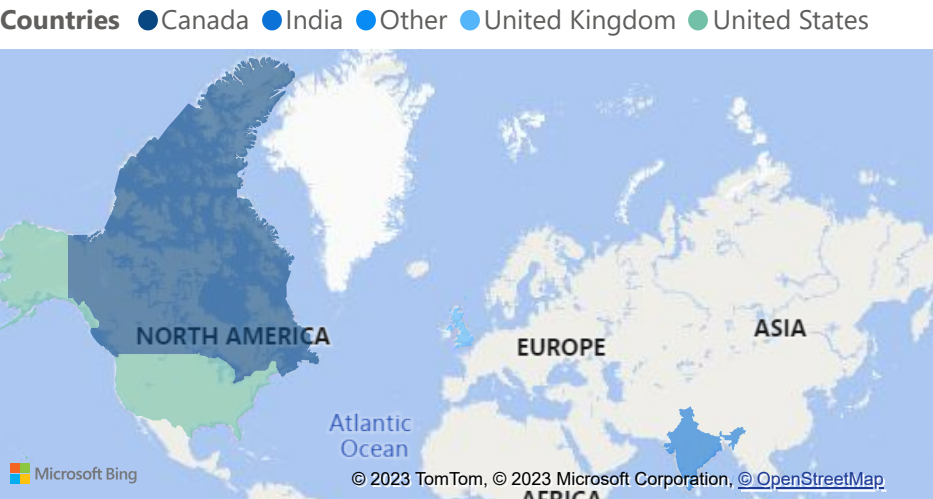 Countries Canada India Other United Kingdom United States
NORTH AMERICA
EUROPE
ASIA
Atlantic
Ocean
Microsoft Bing
© 2023 TomTom, © 2023 Microsoft Corporation, © OpenStreetMap
AFRICA